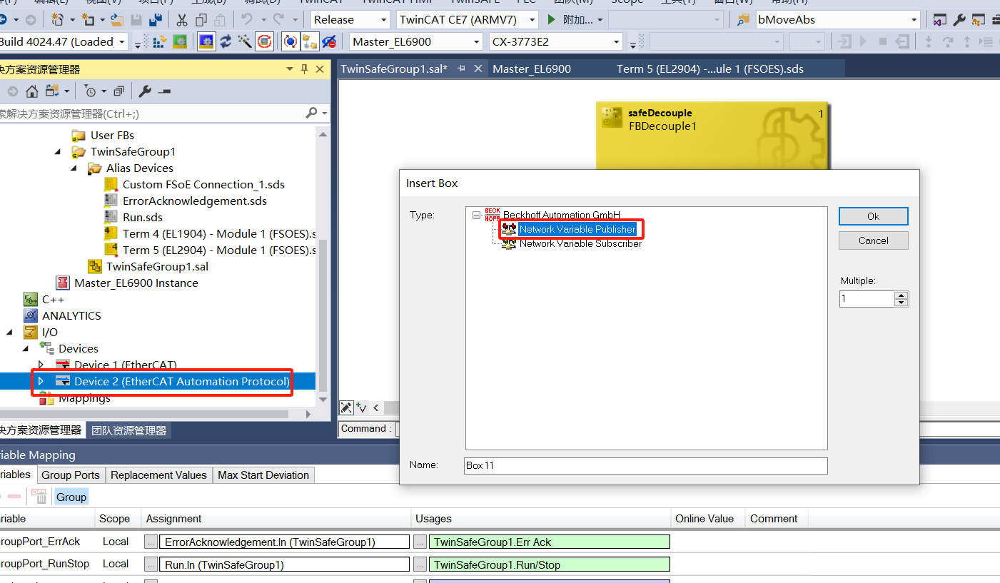 Release
TwinCAT CE7 (ARMV7)
附加...
bMoveAbs
Build 4024.47 (Loaded)
Master_EL6900
CX-3773E2
决方案资源管理器
TwinSafeGroup1.sal*
Master_EL6900
Term 5 (EL2904) -...ule 1 (FSOES).sds
索解决方案资源管理器(Ctrl+;)
User FBs
TwinSafeGroup1
Alias Devices
Custom FSoE Connection_1.sds
ErrorAcknowledgement.sds
Run.sds
Term 4 (EL1904) - Module 1 (FSOES).s
Term 5 (EL2904) - Module 1 (FSOES).s
TwinSafeGroup1.sal
Master_EL6900 Instance
C++
ANALYTICS
I/O
Devices
Device 1 (EtherCAT)
Device 2 (EtherCAT Automation Protocol)
Mappings
决方案资源管理器
团队资源管理器
safeDecouple
1
FBDecouple1
Insert Box
Type:
BECK
HOFF
Beckhoff Automation GmbH
Network Variable Publisher
Network Variable Subscriber
Ok
Cancel
Multiple:
1
Name:
Box 11
Command :
riable Mapping
riables
Group Ports
Replacement Values
Max Start Deviation
Group
riable
Scope
Assignment
Usages
Online Value
Comment
roupPort_ErrAck
Local
...
ErrorAcknowledgement.In (TwinSafeGroup1)
...
TwinSafeGroup1.Err Ack
roupPort_RunStop
Local
...
Run.In (TwinSafeGroup1)
...
TwinSafeGroup1.Run/Stop